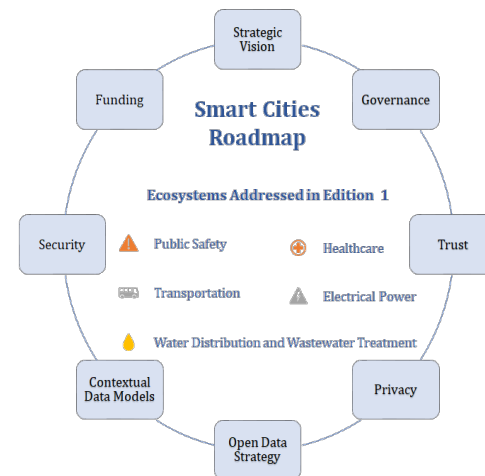 Strategic
Vision
Funding
Governance
Smart Cities
Roadmap
Ecosystems Addressed in Edition 1
Security
Public Safety
Healthcare
Trust
Transportation
Electrical Power
Water Distribution and Wastewater Treatment
Contextual
Data Models
Privacy
Open Data
Strategy